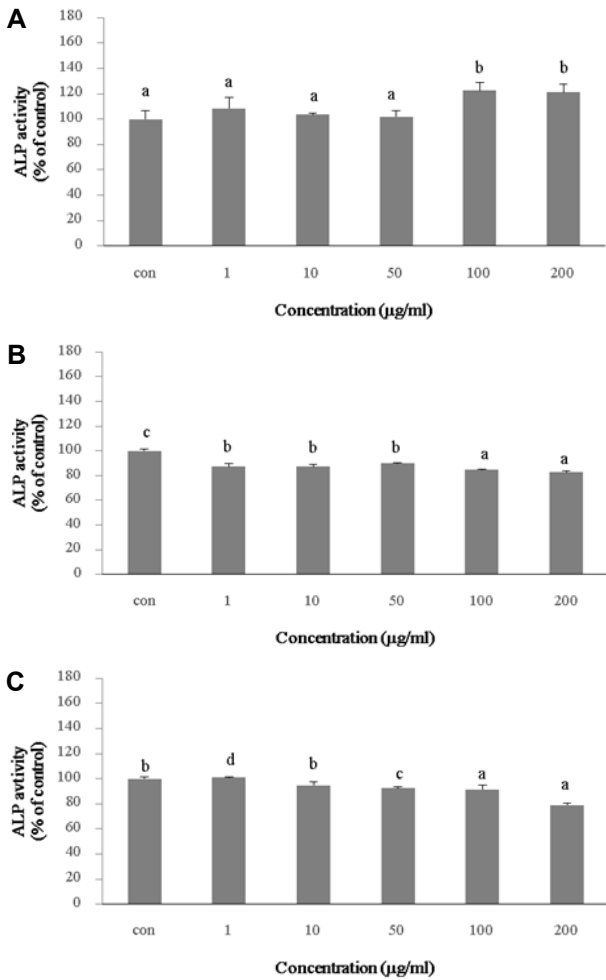 A
ALP activity
(% of control)
180
160
140
120
100
80
60
40
20
0
a
a
a
a
b
b
con 1 10 50 100 200
Concentration (µg/ml)
B
ALP activity
(% of control)
180
160
140
120
100
80
60
40
20
0
c
b
b
b
a
a
con 1 10 50 100 200
Concentration (µg/ml)
C
ALP avtivity
(% of control)
180
160
140
120
100
80
60
40
20
0
b
d
b
c
a
a
con 1 10 50 100 200
Concentration (µg/ml)